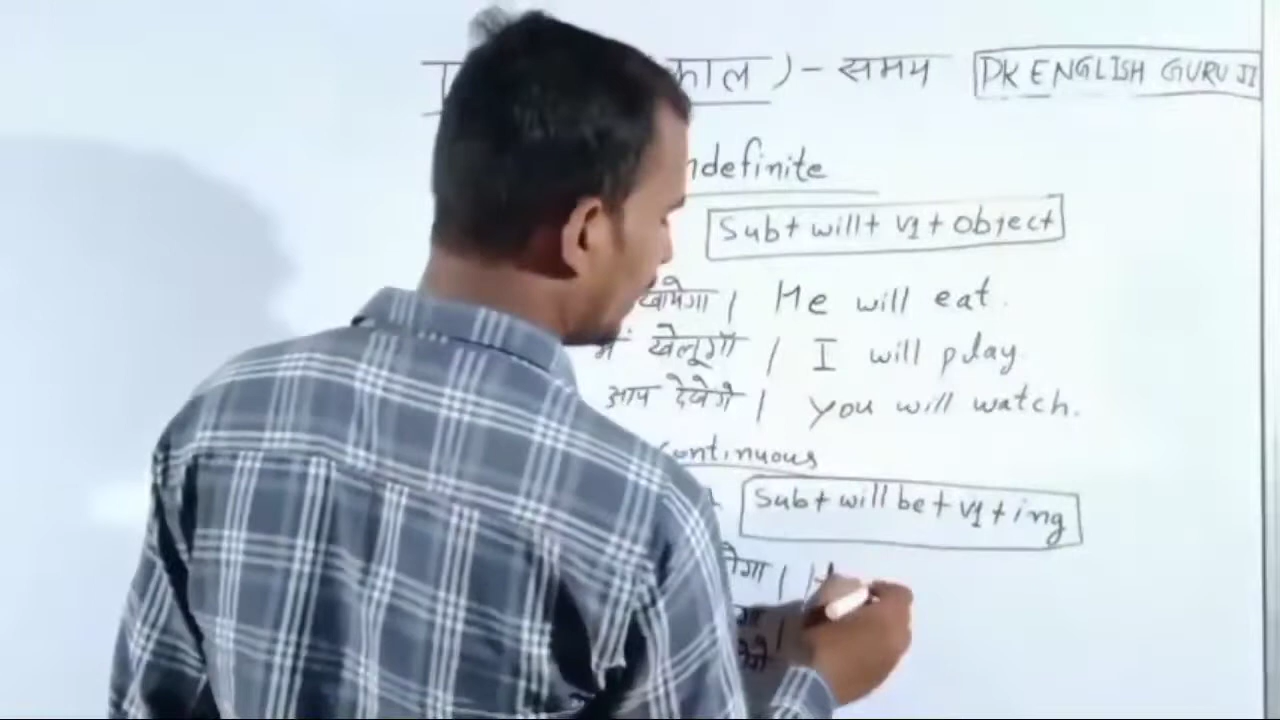 काल ) - समय PK ENGLISH GURU JI
ndefinite
Sub + will + v1 + object
खायेगा | He will eat.
मैं खेलूगाँ | I will play
आप देखेगे | you will watch.
continuous
Sub + will be + v1 + ing